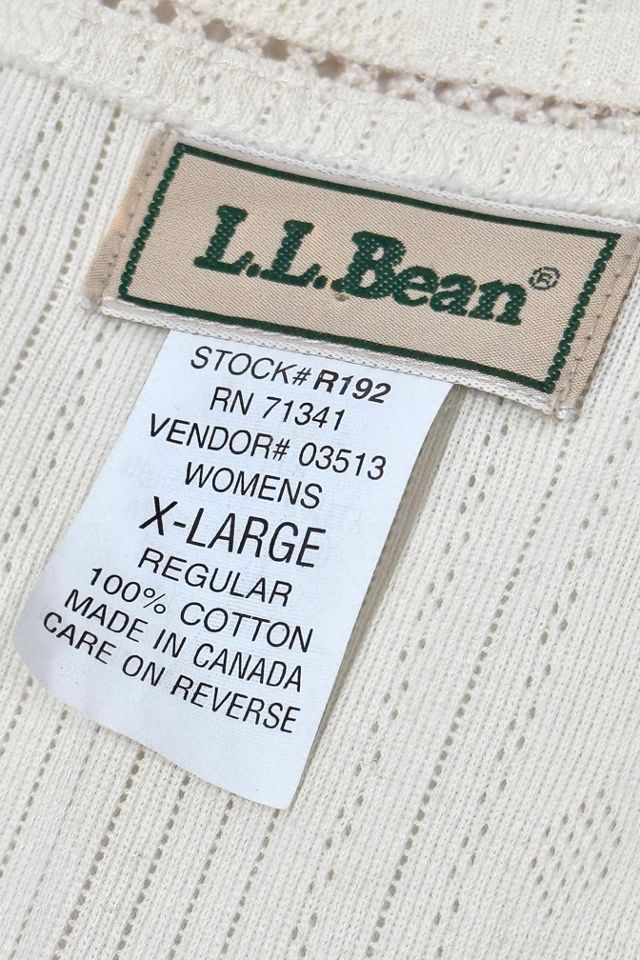 L.L.Bean®
STOCK# R192
RN 71341
VENDOR# 03513
WOMENS
X-LARGE
REGULAR
100% COTTON
MADE IN CANADA
CARE ON REVERSE